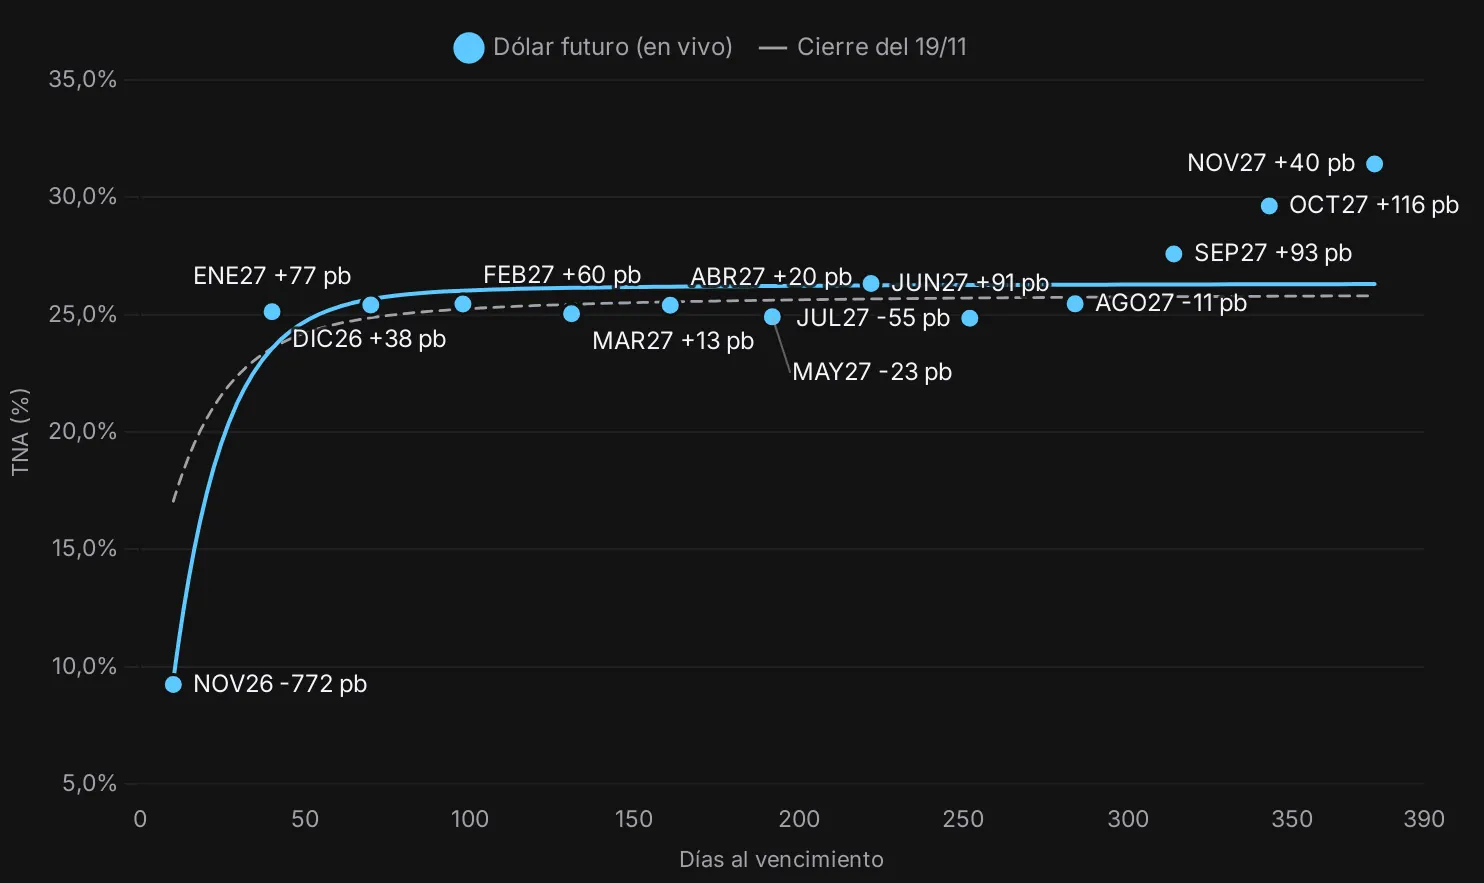 Dólar futuro (en vivo)
Cierre del 19/11
35,0%
30,0%
25,0%
20,0%
15,0%
10,0%
5,0%
TNA (%)
NOV27 +40 pb
OCT27 +116 pb
SEP27 +93 pb
ENE27 +77 pb
FEB27 +60 pb
ABR27 +20 pb
JUN27 +91 pb
AGO27 -11 pb
JUL27 -55 pb
DIC26 +38 pb
MAR27 +13 pb
MAY27 -23 pb
NOV26 -772 pb
0
50
100
150
200
250
300
350
390
Días al vencimiento